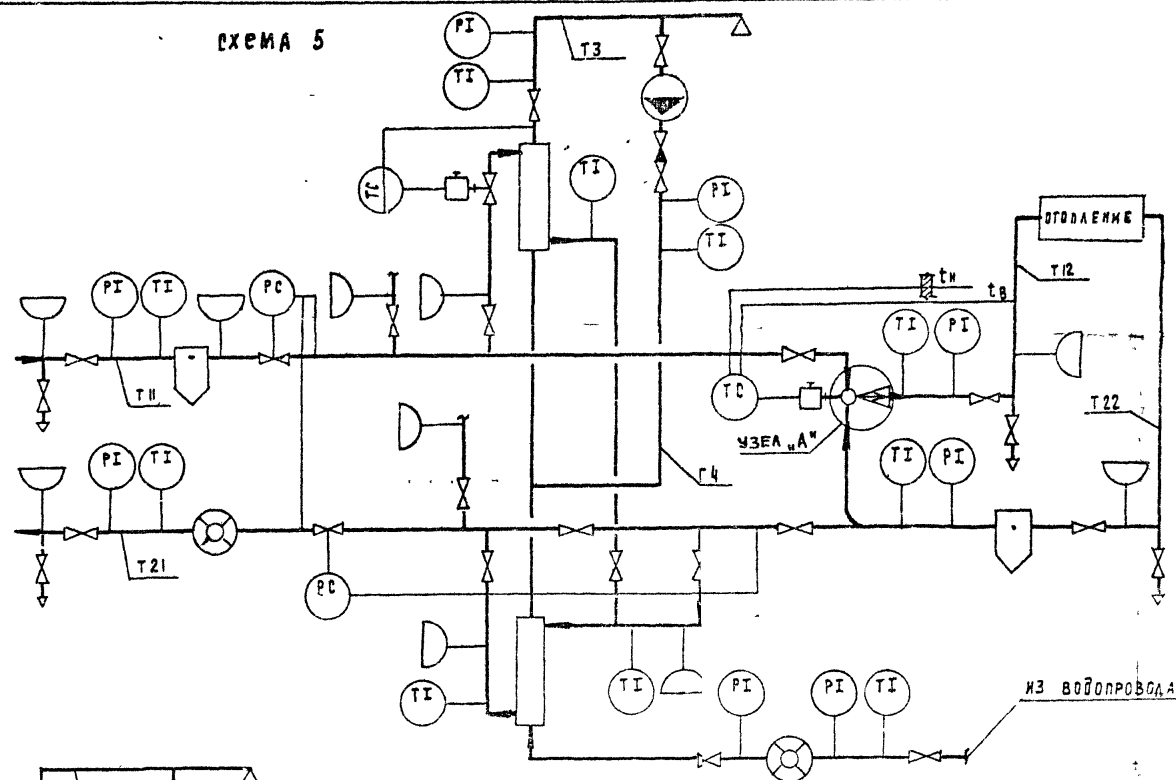 СХЕМА 5
PI
T3
TI
TC
TI
PI
TI
ОТОПЛЕНИЕ
T12
tн
tв
PI
TI
PC
TI
PI
T11
TC
УЗЕЛ „А"
T22
PI
TI
TI
PI
T4
T21
PC
TI
TI
PI
PI
TI
ИЗ ВОДОПРОВОДА